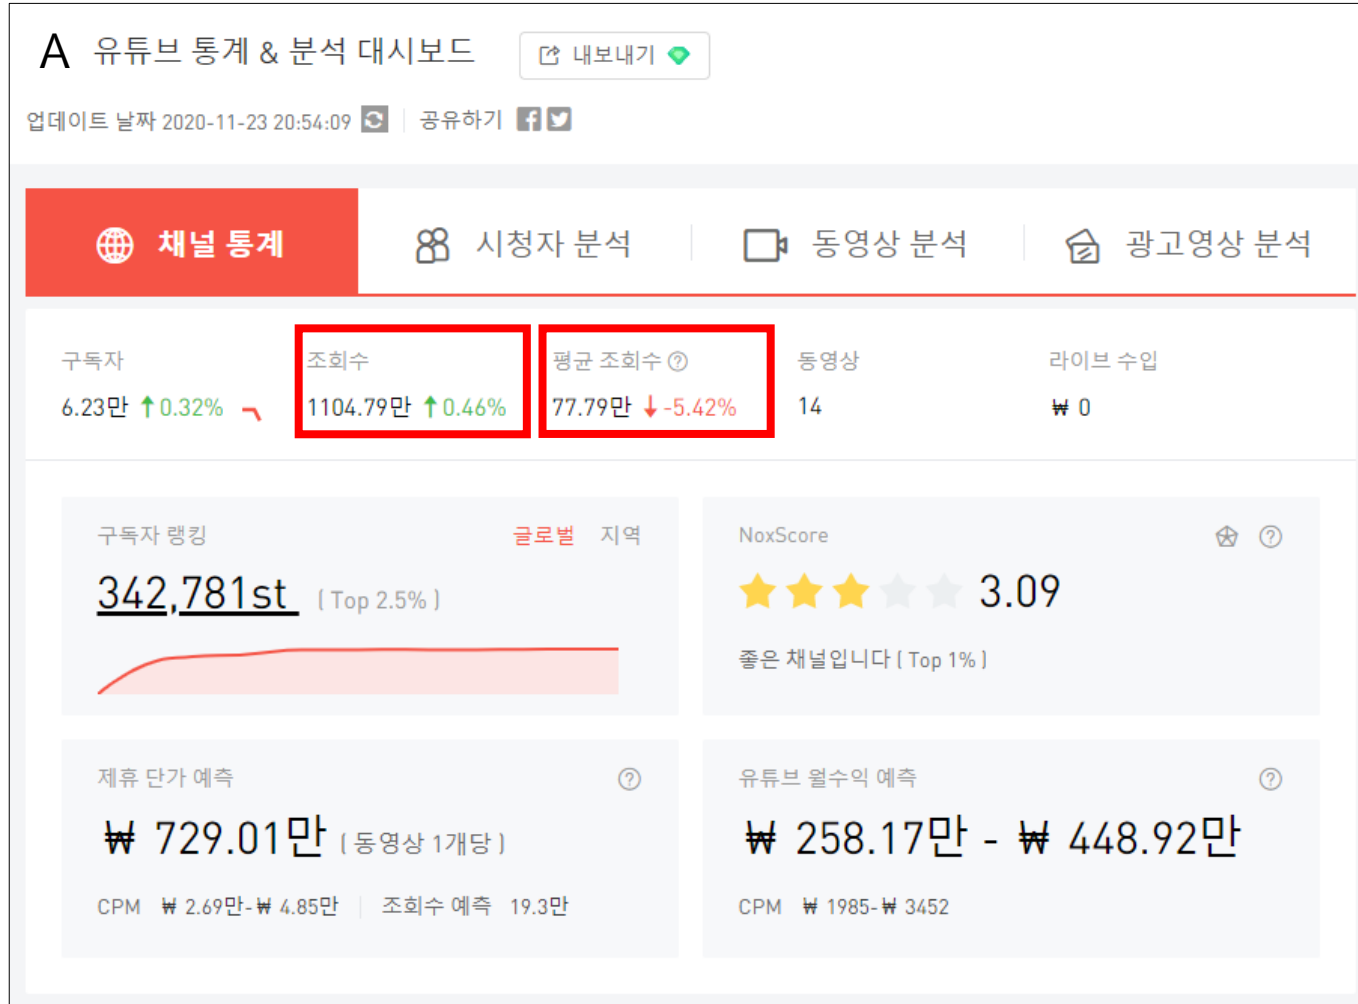 A 유튜브 통계 & 분석 대시보드 내보내기
업데이트 날짜 2020-11-23 20:54:09 공유하기
채널 통계 시청자 분석 동영상 분석 광고영상 분석
구독자 조회수 평균 조회수 ? 동영상 라이브 수입
6.23만 ↑0.32% 1104.79만 ↑0.46% 77.79만 ↓-5.42% 14 ₩ 0
구독자 랭킹 글로벌 지역
342,781st ( Top 2.5% )
NoxScore ?
3.09
좋은 채널입니다 ( Top 1% )
제휴 단가 예측 ?
₩ 729.01만 ( 동영상 1개당 )
CPM ₩ 2.69만-₩ 4.85만 조회수 예측 19.3만
유튜브 월수익 예측 ?
₩ 258.17만 - ₩ 448.92만
CPM ₩ 1985-₩ 3452